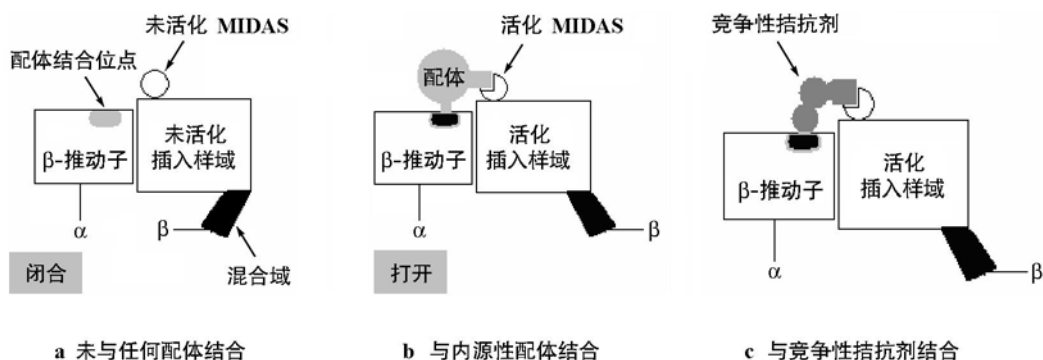 未活化 MIDAS
配体结合位点
β-推动子
未活化
插入样域
α
β
闭合
混合域
a 未与任何配体结合
活化 MIDAS
配体
β-推动子
活化
插入样域
α
β
打开
b 与内源性配体结合
竞争性拮抗剂
β-推动子
活化
插入样域
α
β
c 与竞争性拮抗剂结合